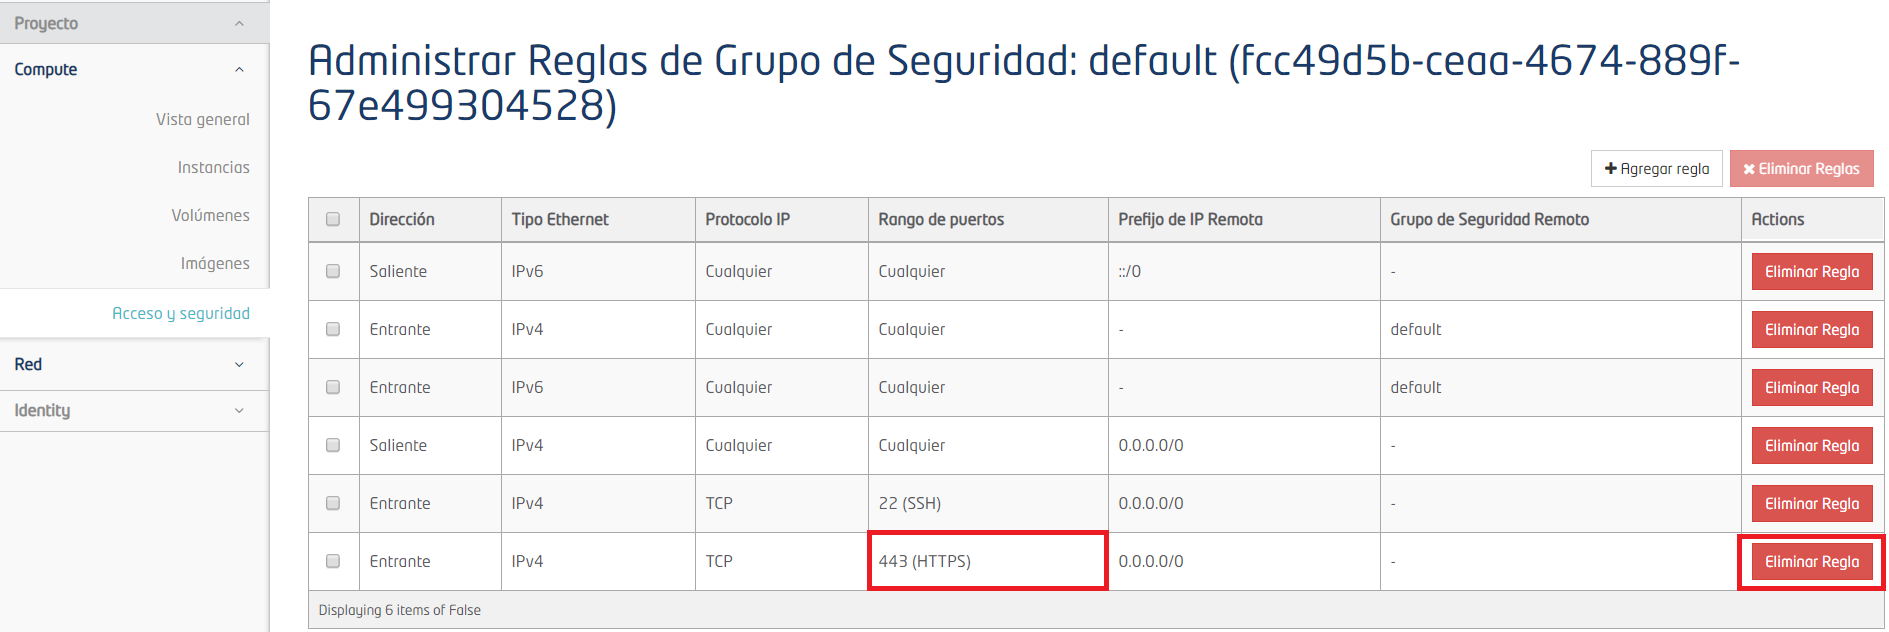 Proyecto
Compute
Vista general
Instancias
Volúmenes
Imágenes
Acceso y seguridad
Red
Identity
Administrar Reglas de Grupo de Seguridad: default (fcc49d5b-ceaa-4674-889f-
67e499304528)
Agregar regla Eliminar Reglas
Dirección Tipo Ethernet Protocolo IP Rango de puertos Prefijo de IP Remota Grupo de Seguridad Remoto Actions
Saliente IPv6 Cualquier Cualquier ::/0 - Eliminar Regla
Entrante IPv4 Cualquier Cualquier - default Eliminar Regla
Entrante IPv6 Cualquier Cualquier - default Eliminar Regla
Saliente IPv4 Cualquier Cualquier 0.0.0.0/0 - Eliminar Regla
Entrante IPv4 TCP 22 (SSH) 0.0.0.0/0 - Eliminar Regla
Entrante IPv4 TCP 443 (HTTPS) 0.0.0.0/0 - Eliminar Regla
Displaying 6 items of False